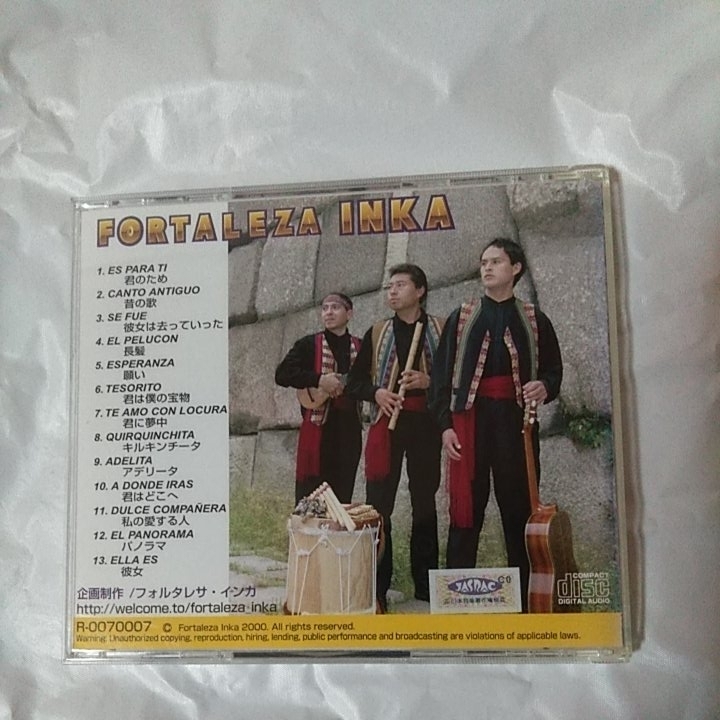 FORTALEZA INKA
1. ES PARA TI
君のため
2. CANTO ANTIGUO
昔の歌
3. SE FUE
彼女は去っていった
4. EL PELUCON
長髪
5. ESPERANZA
願い
6. TESORITO
君は僕の宝物
7. TE AMO CON LOCURA
君に夢中
8. QUIRQUINCHITA
キルキンチータ
9. ADELITA
アデリータ
10. A DONDE IRAS
君はどこへ
11. DULCE COMPAÑERA
私の愛する人
12. EL PANORAMA
パノラマ
13. ELLA ES
彼女
企画制作 /フォルタレサ・インカ
http://welcome.to/fortaleza-inka
JASRAC
COMPACT
disc
DIGITAL AUDIO
R-0070007 © Fortaleza Inka 2000. All rights reserved.
Warning: Unauthorized copying, reproduction, hiring, lending, public performance and broadcasting are violations of applicable laws.